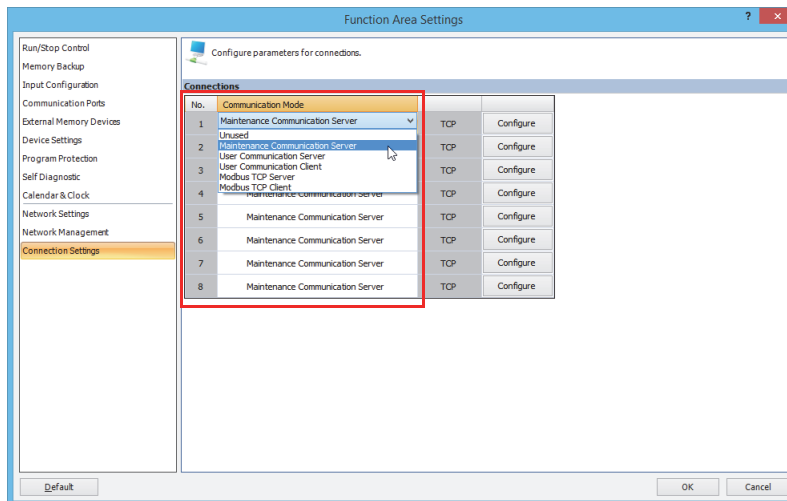 Function Area Settings
? ×
Run/Stop Control
Memory Backup
Input Configuration
Communication Ports
External Memory Devices
Device Settings
Program Protection
Self Diagnostic
Calendar & Clock
Network Settings
Network Management
Connection Settings
Configure parameters for connections.
Connections
No. Communication Mode
1 Maintenance Communication Server TCP Configure
Unused
Maintenance Communication Server
User Communication Server
User Communication Client
Modbus TCP Server
Modbus TCP Client
2 TCP Configure
3 TCP Configure
4 Maintenance Communication Server TCP Configure
5 Maintenance Communication Server TCP Configure
6 Maintenance Communication Server TCP Configure
7 Maintenance Communication Server TCP Configure
8 Maintenance Communication Server TCP Configure
Default OK Cancel